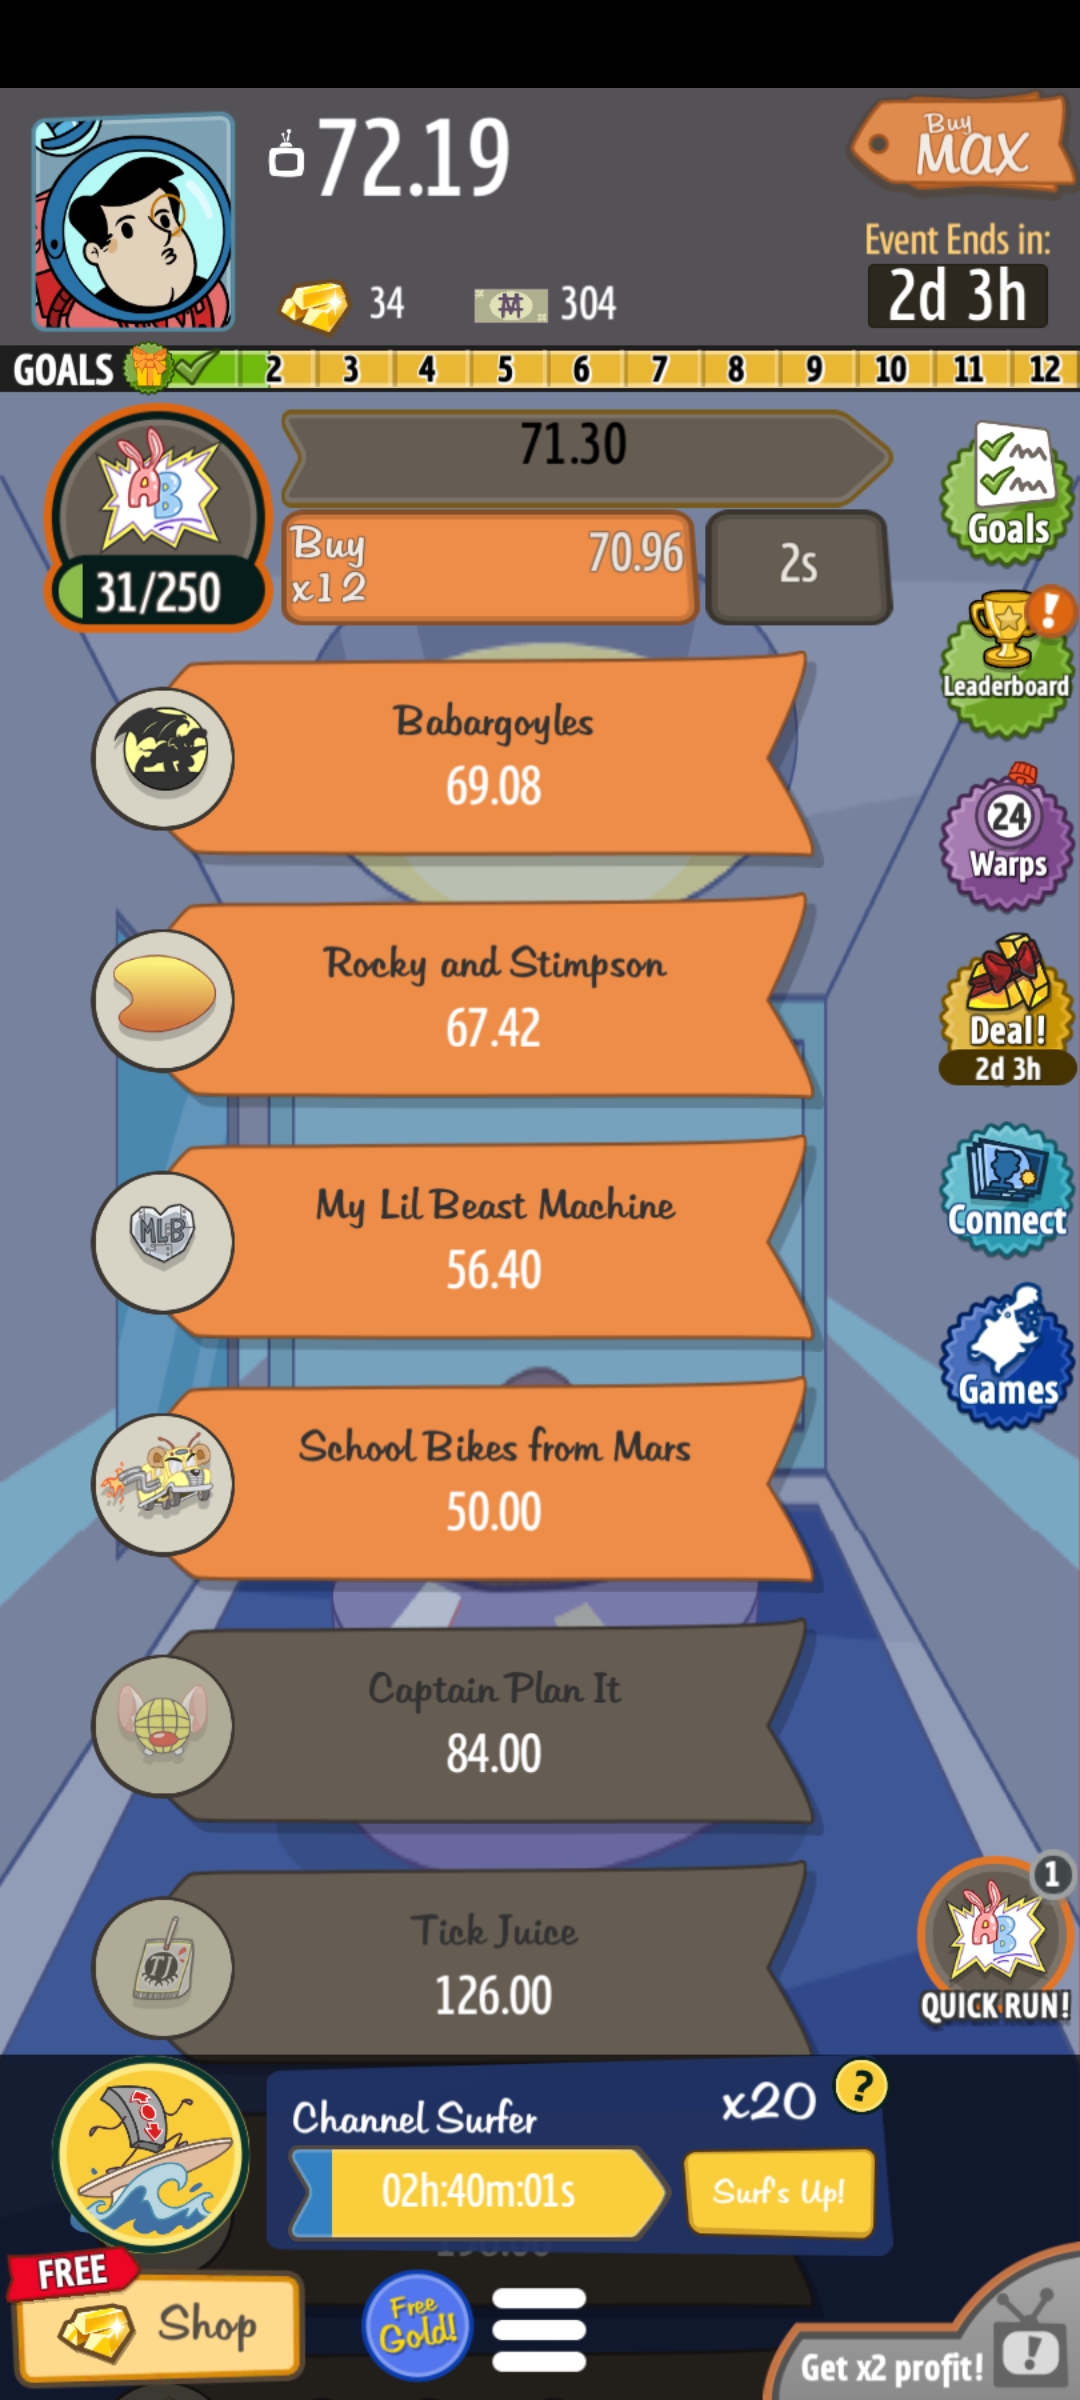 72.19
Buy
MAX
Event Ends in:
2d 3h
34
304
GOALS 2 3 4 5 6 7 8 9 10 11 12
71.30
AB
31/250
Buy
x12
70.96
2s
Goals
Leaderboard
!
24
Warps
Deal!
2d 3h
Connect
Games
Babargoyles
69.08
Rocky and Stimpson
67.42
MLB
My Lil Beast Machine
56.40
School Bikes from Mars
50.00
Captain Plan It
84.00
TJ
Tick Juice
126.00
1
AB
QUICK RUN!
Channel Surfer
x20
?
02h:40m:01s
Surf's Up!
FREE
Shop
Free
Gold!
Get x2 profit!
!